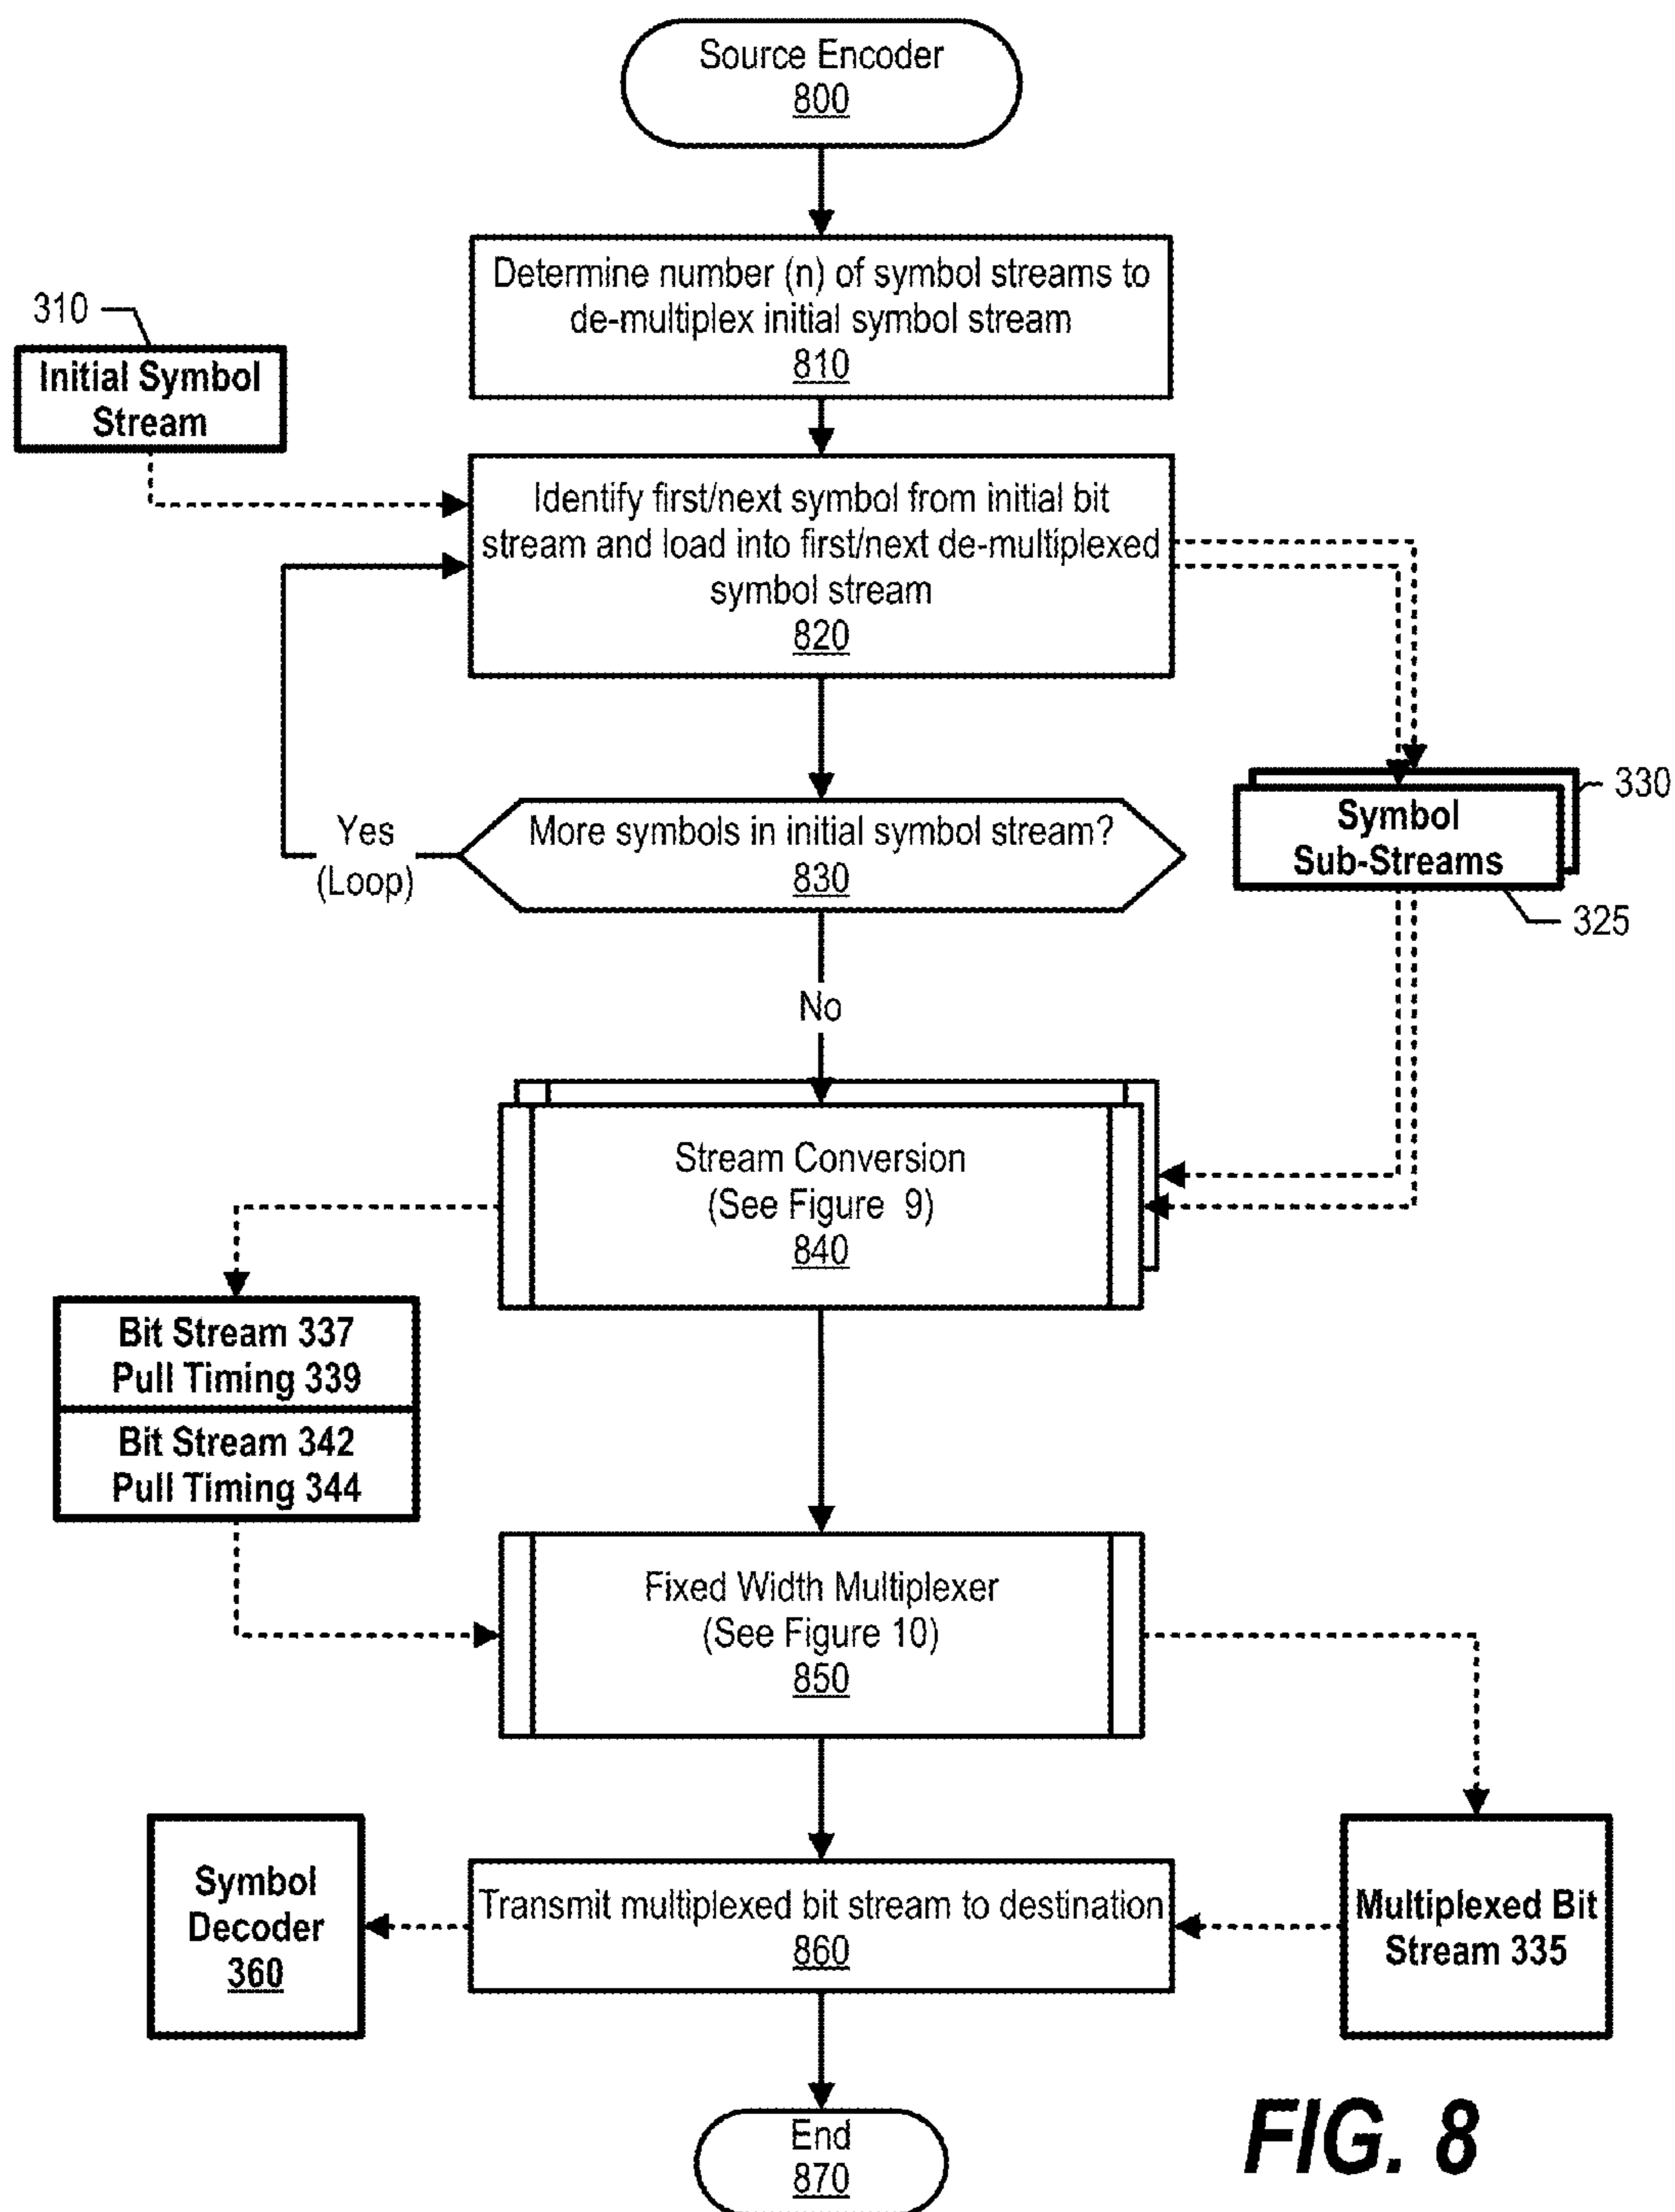 Source Encoder
800
Determine number (n) of symbol streams to
de-multiplex initial symbol stream
810
310
Initial Symbol
Stream
Identify first/next symbol from initial bit
stream and load into first/next de-multiplexed
symbol stream
820
330
Symbol
Sub-Streams
325
More symbols in initial symbol stream?
830
Yes
(Loop)
No
Stream Conversion
(See Figure 9)
840
Bit Stream 337
Pull Timing 339
Bit Stream 342
Pull Timing 344
Fixed Width Multiplexer
(See Figure 10)
850
Symbol
Decoder
360
Transmit multiplexed bit stream to destination
860
Multiplexed Bit
Stream 335
End
870
FIG. 8